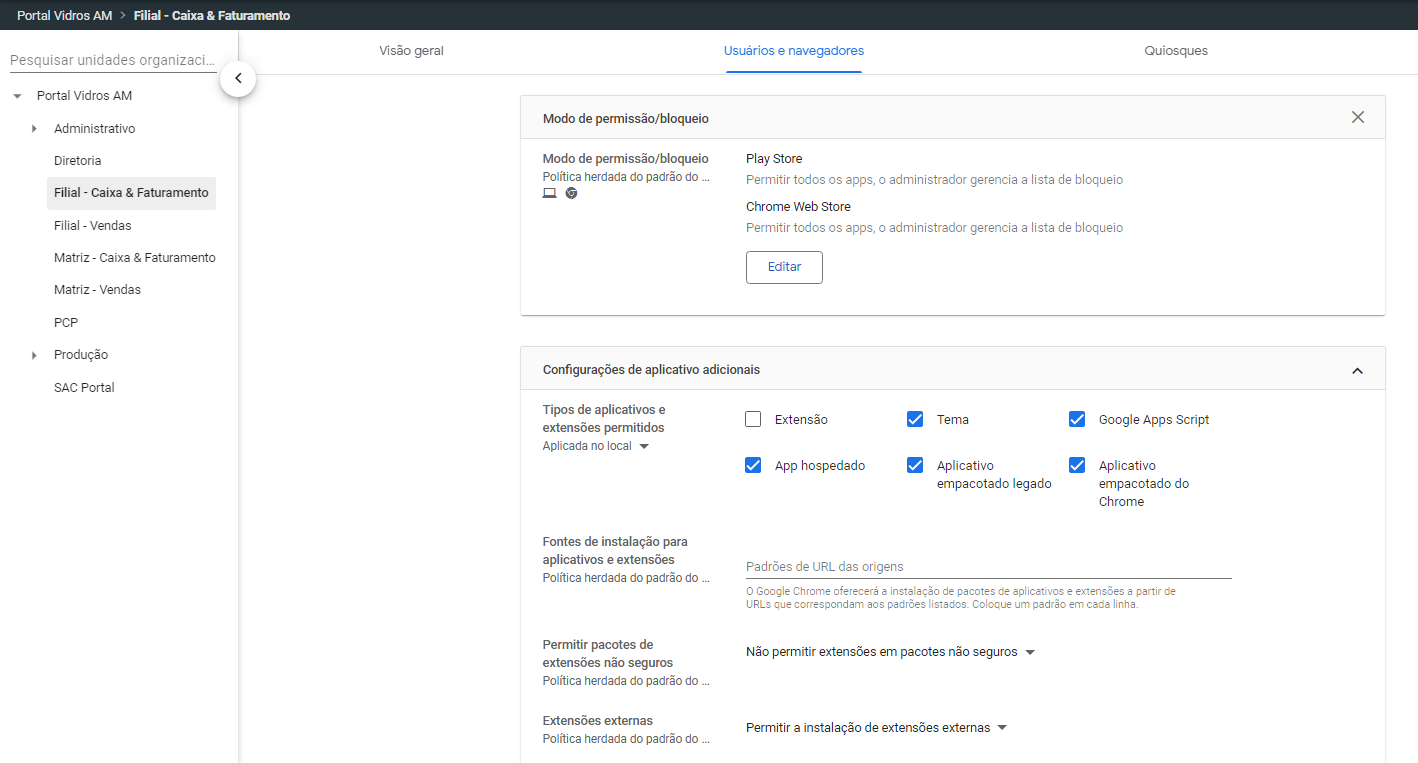 Portal Vidros AM > Filial - Caixa & Faturamento
Pesquisar unidades organizaci...
Portal Vidros AM
Administrativo
Diretoria
Filial - Caixa & Faturamento
Filial - Vendas
Matriz - Caixa & Faturamento
Matriz - Vendas
PCP
Produção
SAC Portal
Visão geral
Usuários e navegadores
Quiosques
Modo de permissão/bloqueio
Modo de permissão/bloqueio
Política herdada do padrão do ...
Play Store
Permitir todos os apps, o administrador gerencia a lista de bloqueio
Chrome Web Store
Permitir todos os apps, o administrador gerencia a lista de bloqueio
Editar
Configurações de aplicativo adicionais
Tipos de aplicativos e
extensões permitidos
Aplicada no local
Extensão
Tema
Google Apps Script
App hospedado
Aplicativo
empacotado legado
Aplicativo
empacotado do
Chrome
Fontes de instalação para
aplicativos e extensões
Política herdada do padrão do ...
Padrões de URL das origens
O Google Chrome oferecerá a instalação de pacotes de aplicativos e extensões a partir de
URLs que correspondam aos padrões listados. Coloque um padrão em cada linha.
Permitir pacotes de
extensões não seguros
Política herdada do padrão do ...
Não permitir extensões em pacotes não seguros
Extensões externas
Política herdada do padrão do ...
Permitir a instalação de extensões externas